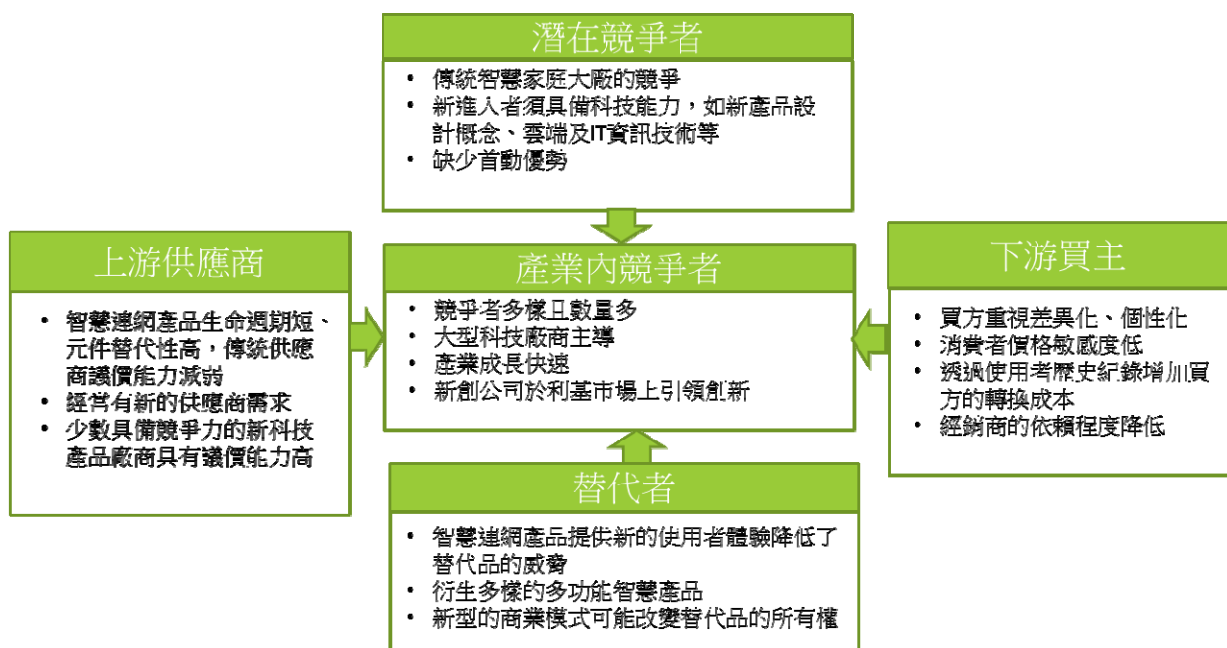 潛在競爭者
• 傳統智慧家庭大廠的競爭
• 新進入者須具備科技能力，如新產品設
計概念、雲端及IT資訊技術等
• 缺少首動優勢
上游供應商
• 智慧連網產品生命週期短、
元件替代性高，傳統供應
商議價能力減弱
• 經常有新的供應商需求
• 少數具備競爭力的新科技
產品廠商具有議價能力高
產業內競爭者
• 競爭者多樣且數量多
• 大型科技廠商主導
• 產業成長快速
• 新創公司於利基市場上引領創新
下游買主
• 買方重視差異化、個性化
• 消費者價格敏感度低
• 透過使用者歷史紀錄增加買
方的轉換成本
• 經銷商的依賴程度降低
替代者
• 智慧連網產品提供新的使用者體驗降低了
替代品的威脅
• 衍生多樣的多功能智慧產品
• 新型的商業模式可能改變替代品的所有權